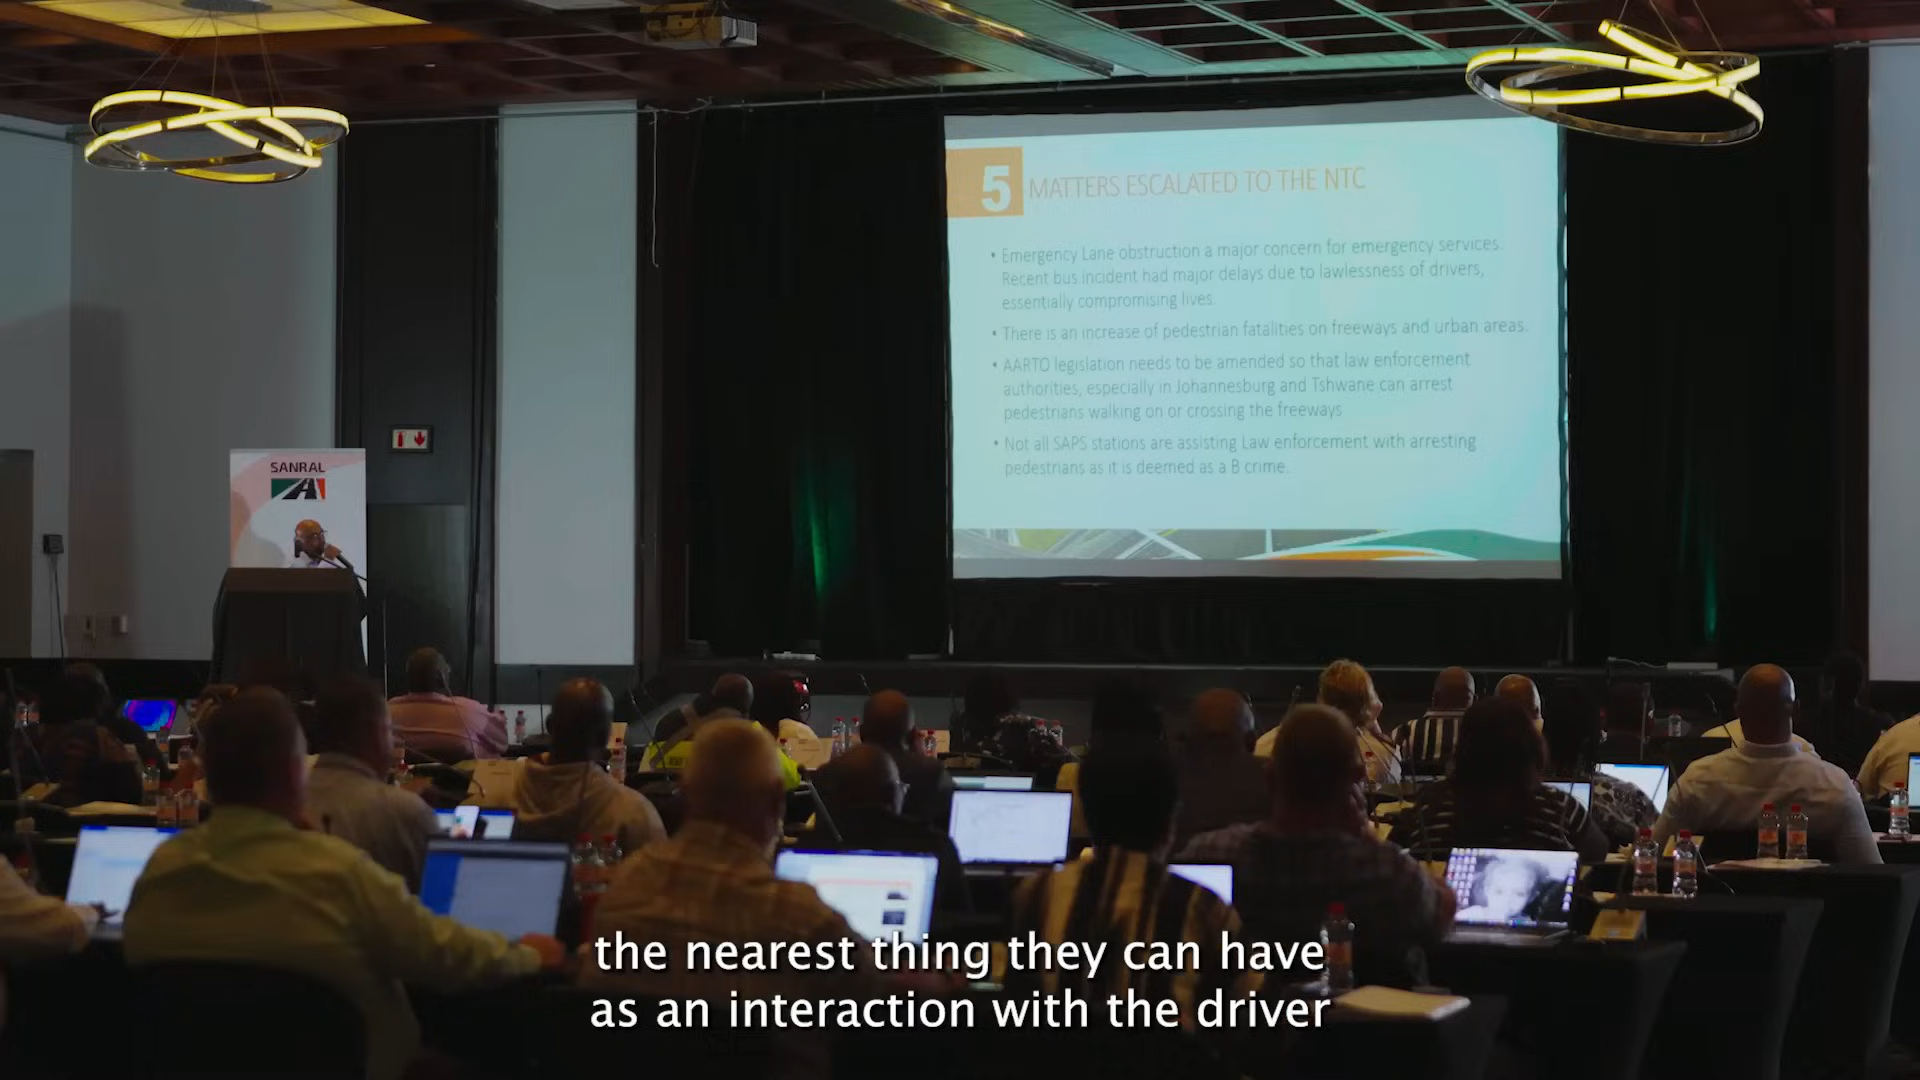 5 MATTERS ESCALATED TO THE NTC
• Emergency Lane obstruction a major concern for emergency services.
Recent bus incident had major delays due to lawlessness of drivers,
essentially compromising lives.
• There is an increase of pedestrian fatalities on freeways and urban areas.
• AARTO legislation needs to be amended so that law enforcement
authorities, especially in Johannesburg and Tshwane can arrest
pedestrians walking on or crossing the freeways
• Not all SAPS stations are assisting Law enforcement with arresting
pedestrians as it is deemed as a B crime.
SANRAL
the nearest thing they can have
as an interaction with the driver